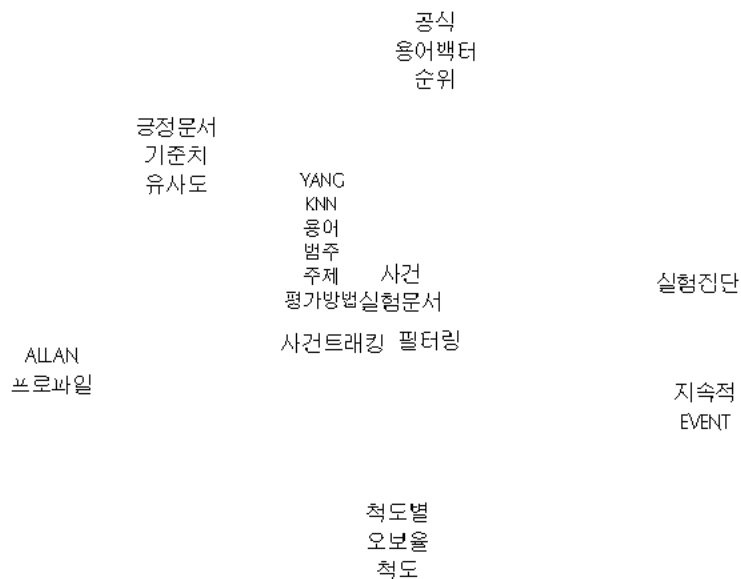 공식
용어백터
순위
긍정문서
기준치
유사도
YANG
KNN
용어
범주
주제
사건
평가방법실험문서
실험집단
사건트래킹 필터링
ALLAN
프로파일
지속적
EVENT
척도별
오보율
척도